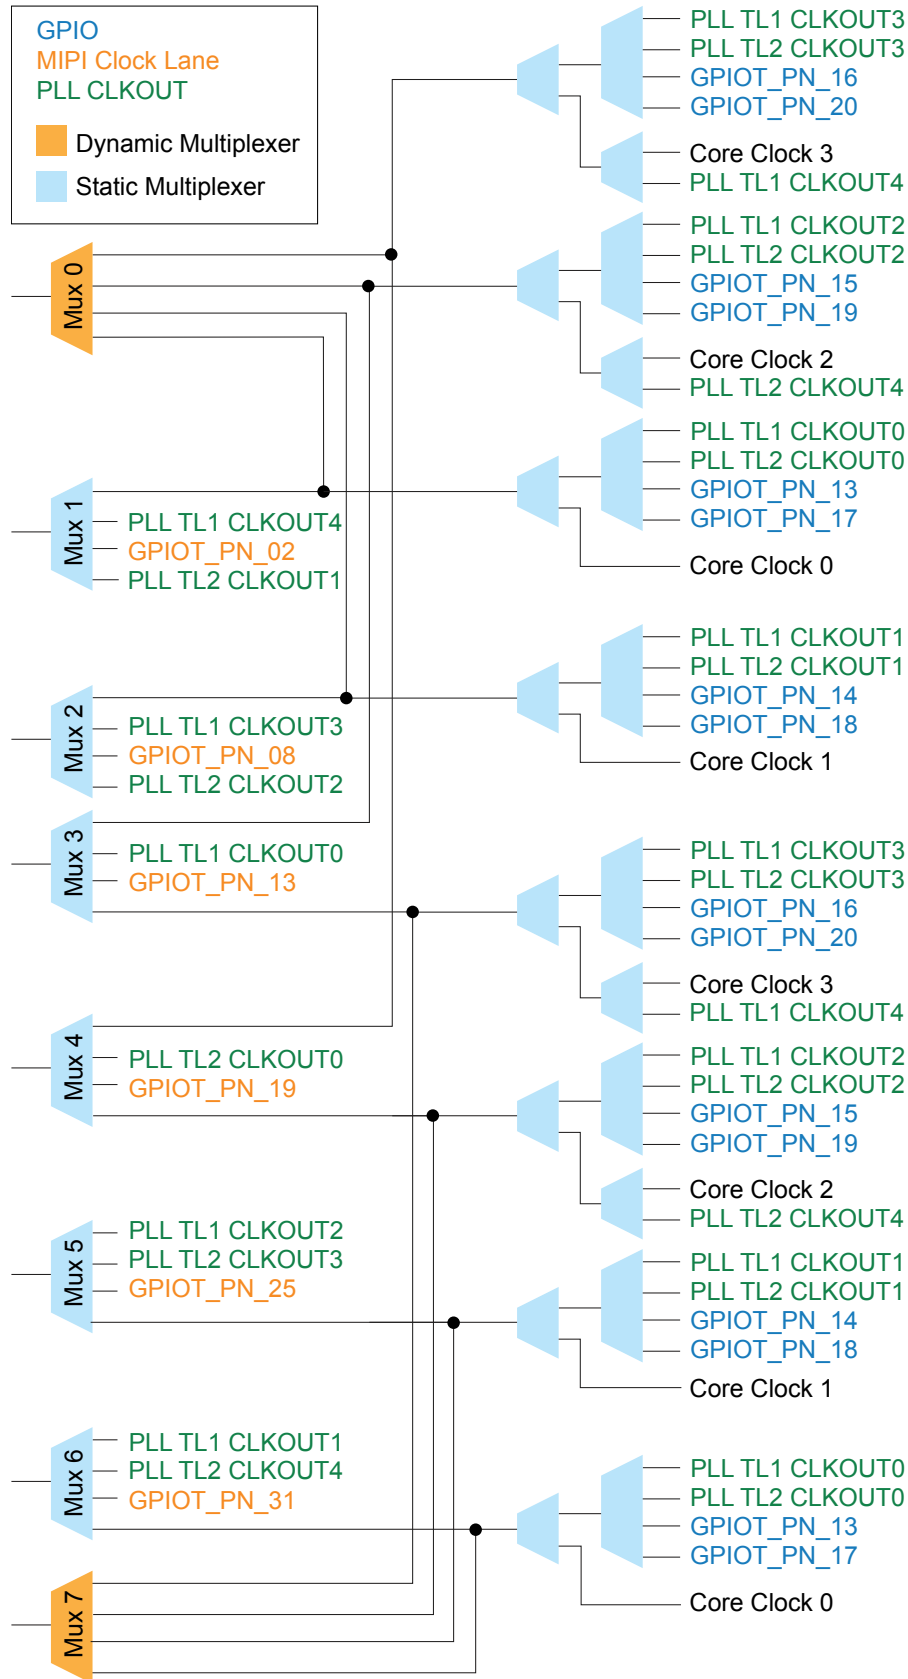 GPIO
MIPI Clock Lane
PLL CLKOUT
Dynamic Multiplexer
Static Multiplexer
PLL TL1 CLKOUT3
PLL TL2 CLKOUT3
GPIOT_PN_16
GPIOT_PN_20
Core Clock 3
PLL TL1 CLKOUT4
Mux 0
PLL TL1 CLKOUT2
PLL TL2 CLKOUT2
GPIOT_PN_15
GPIOT_PN_19
Core Clock 2
PLL TL2 CLKOUT4
PLL TL1 CLKOUT0
PLL TL2 CLKOUT0
GPIOT_PN_13
GPIOT_PN_17
Core Clock 0
Mux 1
PLL TL1 CLKOUT4
GPIOT_PN_02
PLL TL2 CLKOUT1
PLL TL1 CLKOUT1
PLL TL2 CLKOUT1
GPIOT_PN_14
GPIOT_PN_18
Core Clock 1
Mux 2
PLL TL1 CLKOUT3
GPIOT_PN_08
PLL TL2 CLKOUT2
Mux 3
PLL TL1 CLKOUT0
GPIOT_PN_13
PLL TL1 CLKOUT3
PLL TL2 CLKOUT3
GPIOT_PN_16
GPIOT_PN_20
Core Clock 3
PLL TL1 CLKOUT4
Mux 4
PLL TL2 CLKOUT0
GPIOT_PN_19
PLL TL1 CLKOUT2
PLL TL2 CLKOUT2
GPIOT_PN_15
GPIOT_PN_19
Core Clock 2
PLL TL2 CLKOUT4
Mux 5
PLL TL1 CLKOUT2
PLL TL2 CLKOUT3
GPIOT_PN_25
PLL TL1 CLKOUT1
PLL TL2 CLKOUT1
GPIOT_PN_14
GPIOT_PN_18
Core Clock 1
Mux 6
PLL TL1 CLKOUT1
PLL TL2 CLKOUT4
GPIOT_PN_31
PLL TL1 CLKOUT0
PLL TL2 CLKOUT0
GPIOT_PN_13
GPIOT_PN_17
Core Clock 0
Mux 7